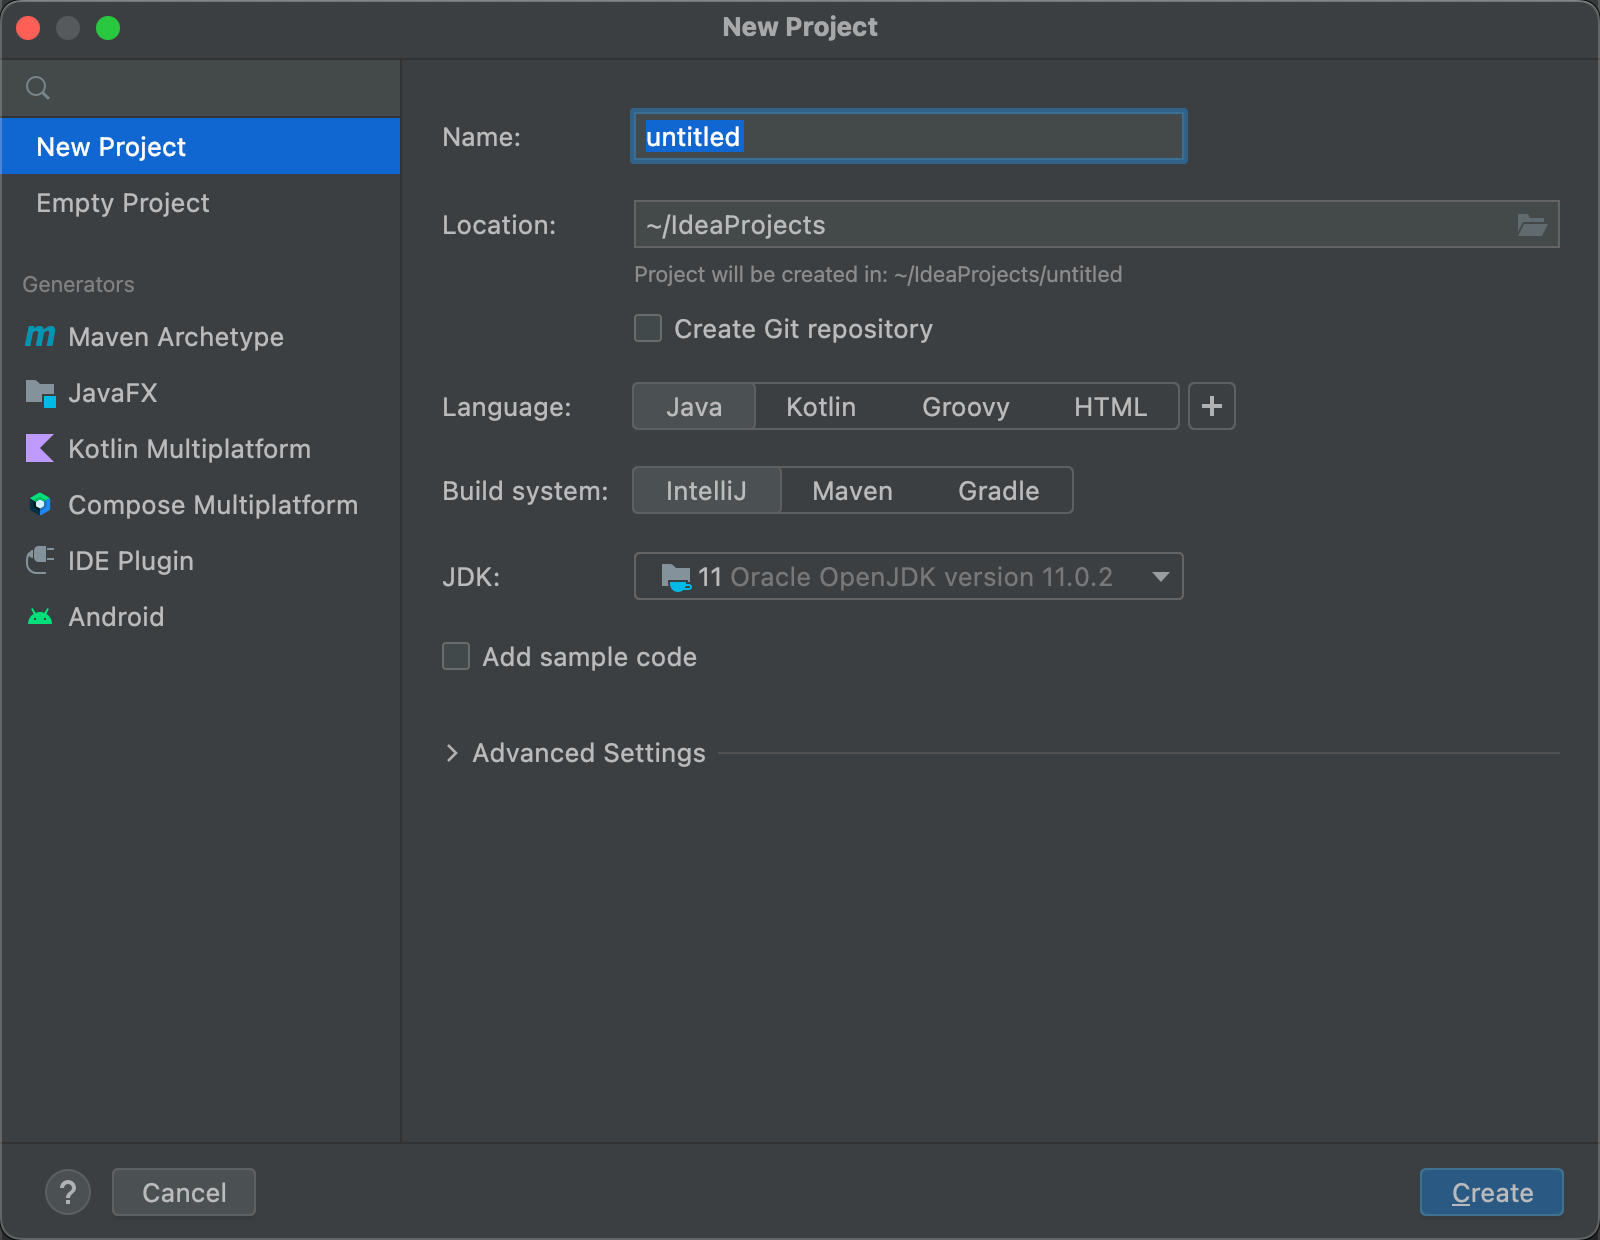 New Project
New Project
Empty Project
Generators
Maven Archetype
JavaFX
Kotlin Multiplatform
Compose Multiplatform
IDE Plugin
Android
Name: untitled
Location: ~/IdeaProjects
Project will be created in: ~/IdeaProjects/untitled
Create Git repository
Language: Java Kotlin Groovy HTML +
Build system: IntelliJ Maven Gradle
JDK: 11 Oracle OpenJDK version 11.0.2
Add sample code
Advanced Settings
? Cancel Create